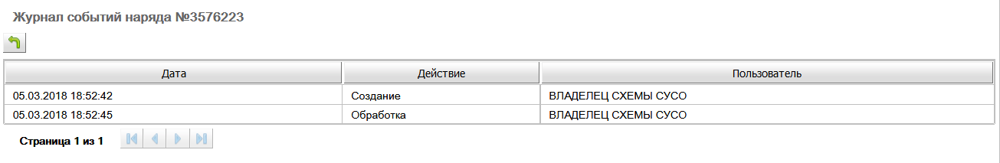 Журнал событий наряда №3576223
Дата Действие Пользователь
05.03.2018 18:52:42 Создание ВЛАДЕЛЕЦ СХЕМЫ СУСО
05.03.2018 18:52:45 Обработка ВЛАДЕЛЕЦ СХЕМЫ СУСО
Страница 1 из 1